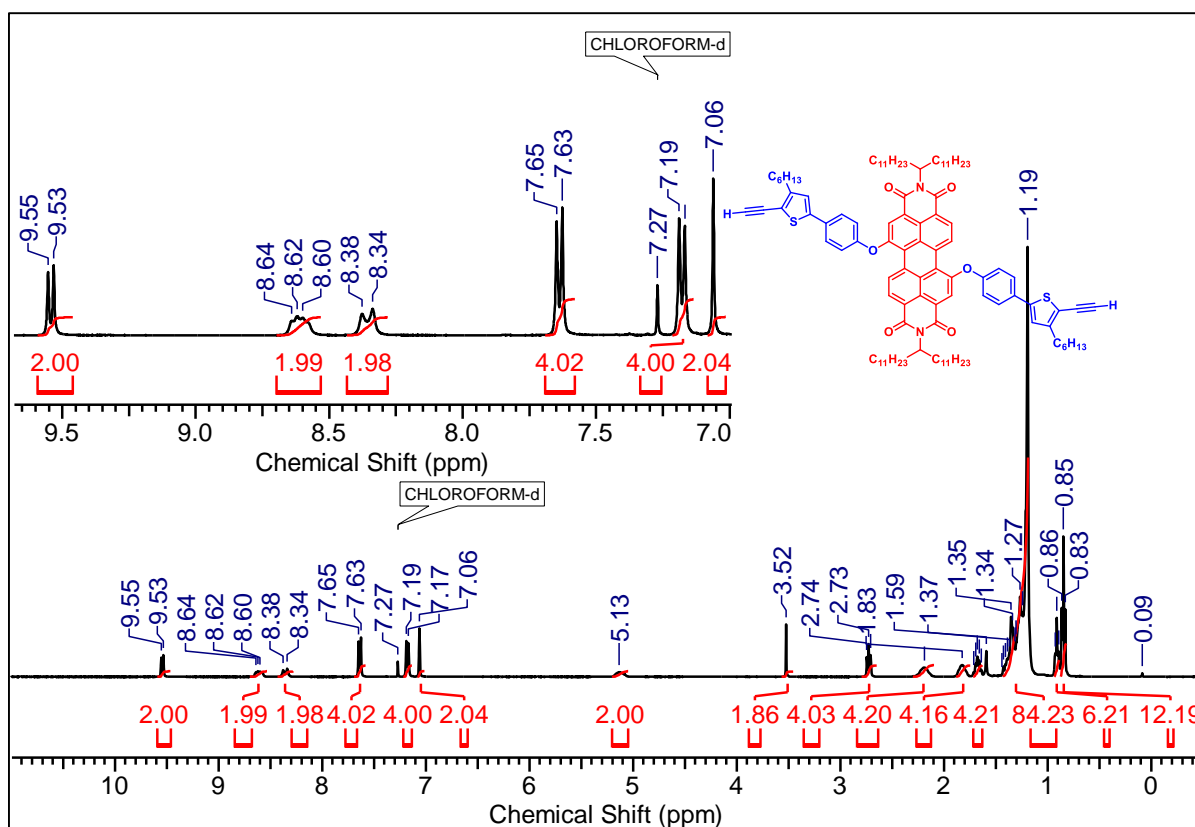 CHLOROFORM-d
9.55
9.53
8.64
8.62
8.60
8.38
8.34
7.65
7.63
7.27
7.19
7.06
2.00
1.99
1.98
4.02
4.00
2.04
9.5 9.0 8.5 8.0 7.5 7.0
Chemical Shift (ppm)
C11H23 C11H23
C6H13
N
O O
S
H
O
O
S
H
O O
N
C6H13
C11H23 C11H23
CHLOROFORM-d
9.55
9.53
8.64
8.62
8.60
8.38
8.34
7.65
7.63
7.27
7.19
7.17
7.06
5.13
3.52
2.74
2.73
1.83
1.59
1.37
1.35
1.34
1.27
1.19
0.86
0.85
0.83
0.09
2.00 1.99 1.98 4.02 4.00 2.04 2.00 1.86 4.03 4.20 4.16 4.21 84.23 6.21 12.19
10 9 8 7 6 5 4 3 2 1 0
Chemical Shift (ppm)